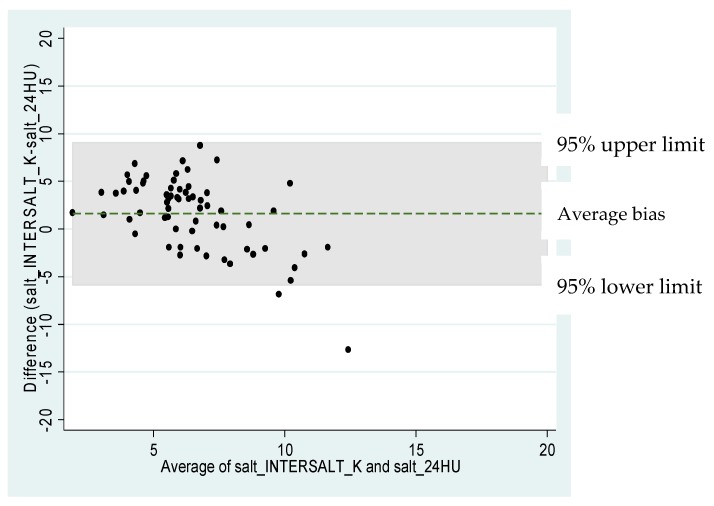 Difference (salt_INTERSALT_K-salt_24HU)
20
15
10
5
0
-5
-10
-15
-20
95% upper limit
Average bias
95% lower limit
5 10 15 20
Average of salt_INTERSALT_K and salt_24HU